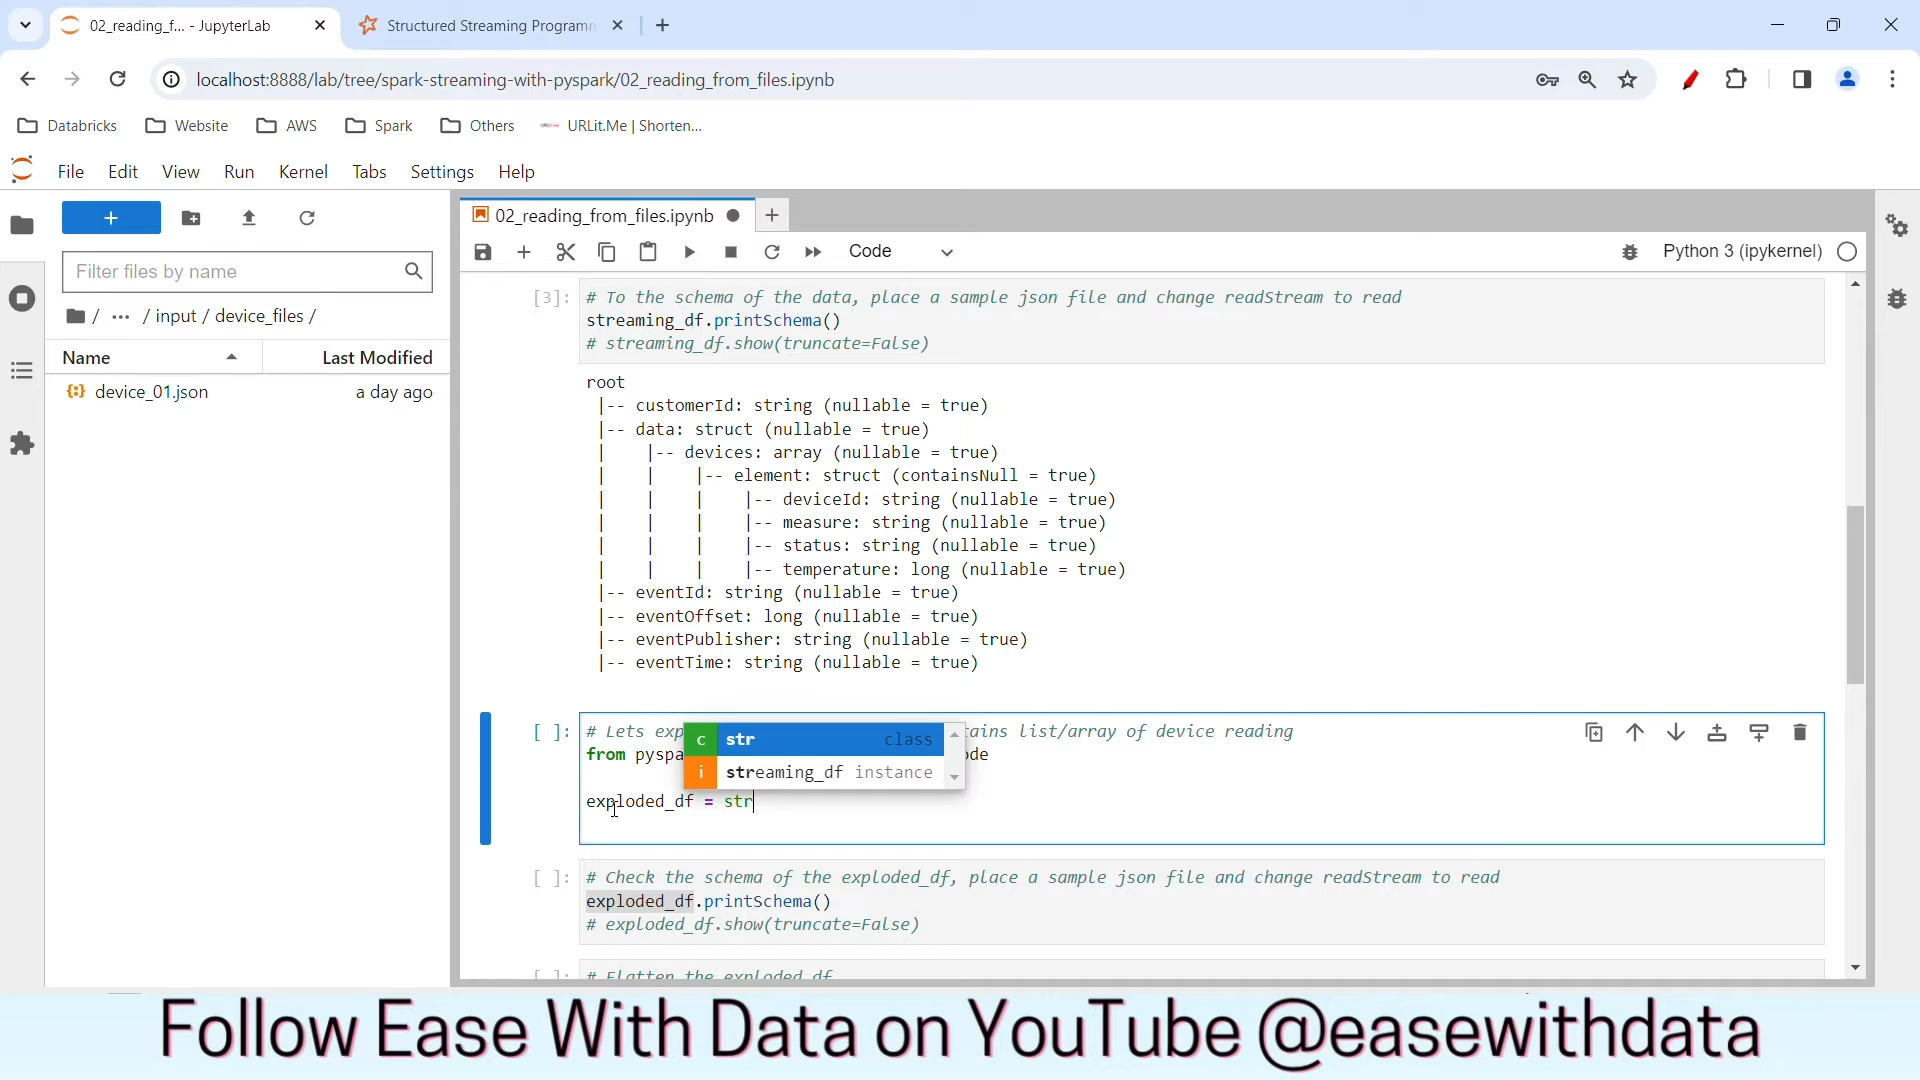 02_reading_f... - JupyterLab
Structured Streaming Programm
localhost:8888/lab/tree/spark-streaming-with-pyspark/02_reading_from_files.ipynb
Databricks Website AWS Spark Others URLit.Me | Shorten...
File Edit View Run Kernel Tabs Settings Help
02_reading_from_files.ipynb
Code Python 3 (ipykernel)
Filter files by name
/ ... / input / device_files /
Name Last Modified
device_01.json a day ago
[3]: # To the schema of the data, place a sample json file and change readStream to read
streaming_df.printSchema()
# streaming_df.show(truncate=False)
root
|-- customerId: string (nullable = true)
|-- data: struct (nullable = true)
| |-- devices: array (nullable = true)
| | |-- element: struct (containsNull = true)
| | | |-- deviceId: string (nullable = true)
| | | |-- measure: string (nullable = true)
| | | |-- status: string (nullable = true)
| | | |-- temperature: long (nullable = true)
|-- eventId: string (nullable = true)
|-- eventOffset: long (nullable = true)
|-- eventPublisher: string (nullable = true)
|-- eventTime: string (nullable = true)
[ ]: # Lets exp ains list/array of device reading
from pyspa ode
c str class
i streaming_df instance
exploded_df = str
[ ]: # Check the schema of the exploded_df, place a sample json file and change readStream to read
exploded_df.printSchema()
# exploded_df.show(truncate=False)
[ ]: # Flatten the exploded df
Follow Ease With Data on YouTube @easewithdata